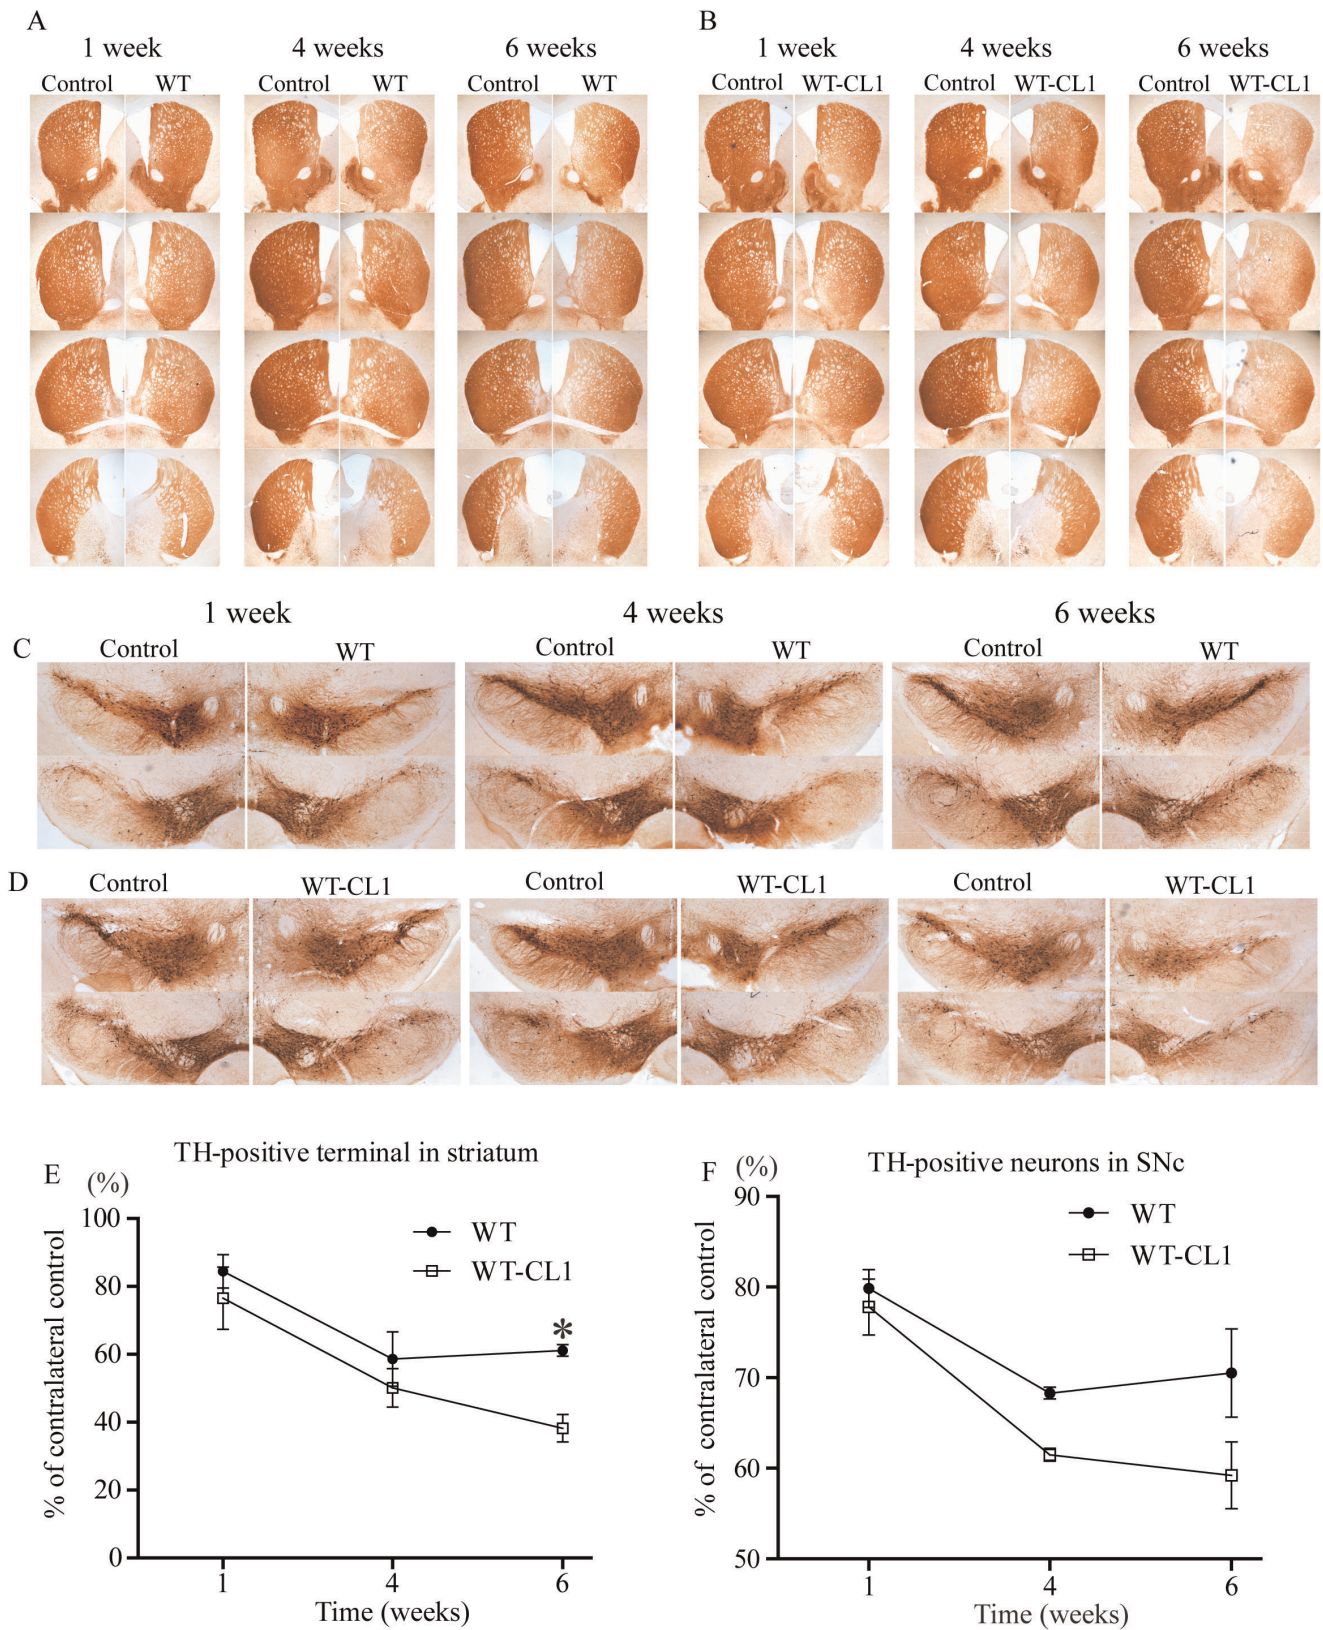 A
B
1 week
4 weeks
6 weeks
1 week
4 weeks
6 weeks
Control
WT
Control
WT
Control
WT
Control
WT-CL1
Control
WT-CL1
Control
WT-CL1
1 week
4 weeks
6 weeks
C
Control
WT
Control
WT
Control
WT
D
Control
WT-CL1
Control
WT-CL1
Control
WT-CL1
E
(%)
TH-positive terminal in striatum
% of contralateral control
100
80
60
40
20
0
WT
WT-CL1
*
1
4
6
Time (weeks)
F
(%)
TH-positive neurons in SNc
% of contralateral control
90
80
70
60
50
WT
WT-CL1
1
4
6
Time (weeks)